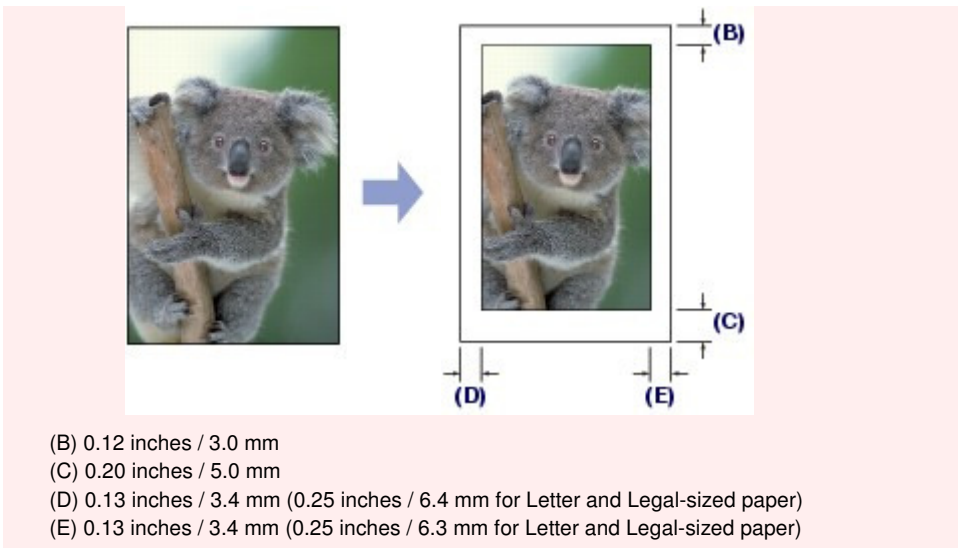 (B)
(C)
(D) (E)
(B) 0.12 inches / 3.0 mm
(C) 0.20 inches / 5.0 mm
(D) 0.13 inches / 3.4 mm (0.25 inches / 6.4 mm for Letter and Legal-sized paper)
(E) 0.13 inches / 3.4 mm (0.25 inches / 6.3 mm for Letter and Legal-sized paper)